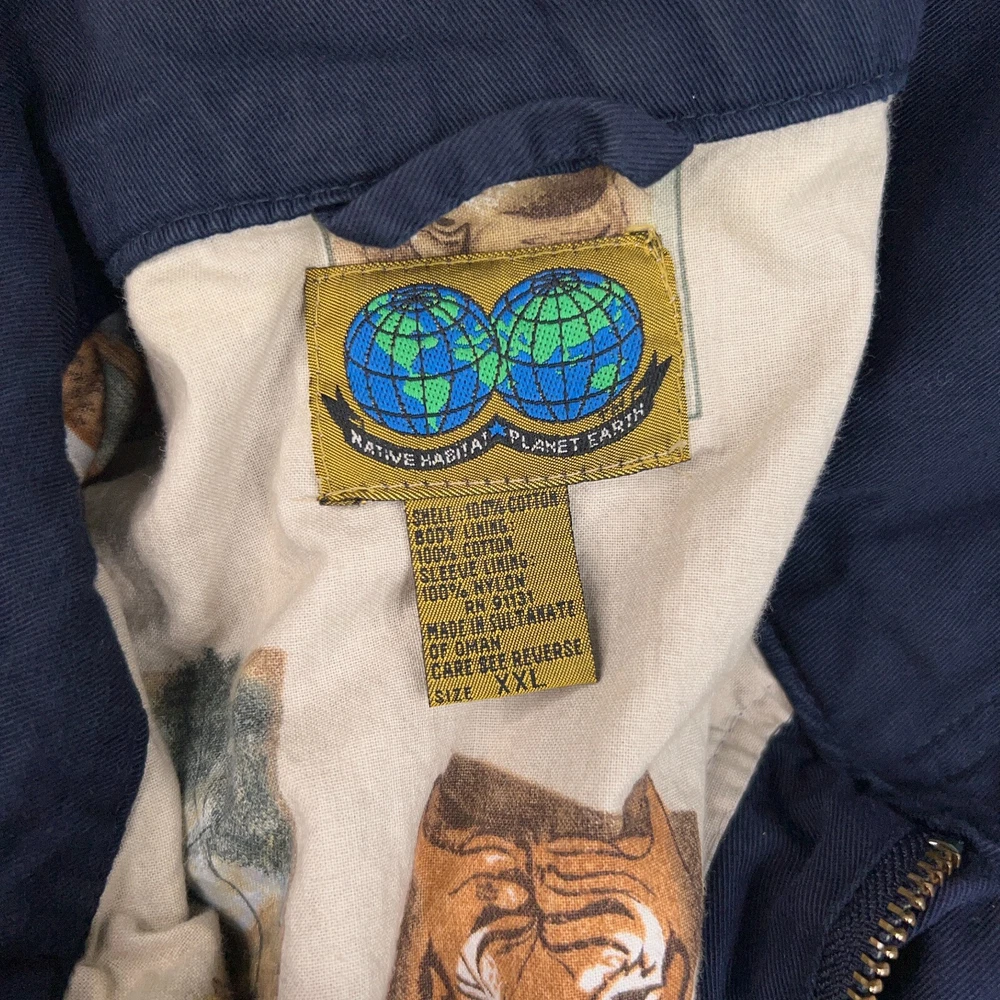 NATIVE HABITAT ★ PLANET EARTH
SHELL: 100% COTTON
BODY LINING:
100% COTTON
SLEEVE LINING:
100% NYLON
RN 91131
MADE IN SULTANATE
OF OMAN
CARE SEE REVERSE
SIZE XXL